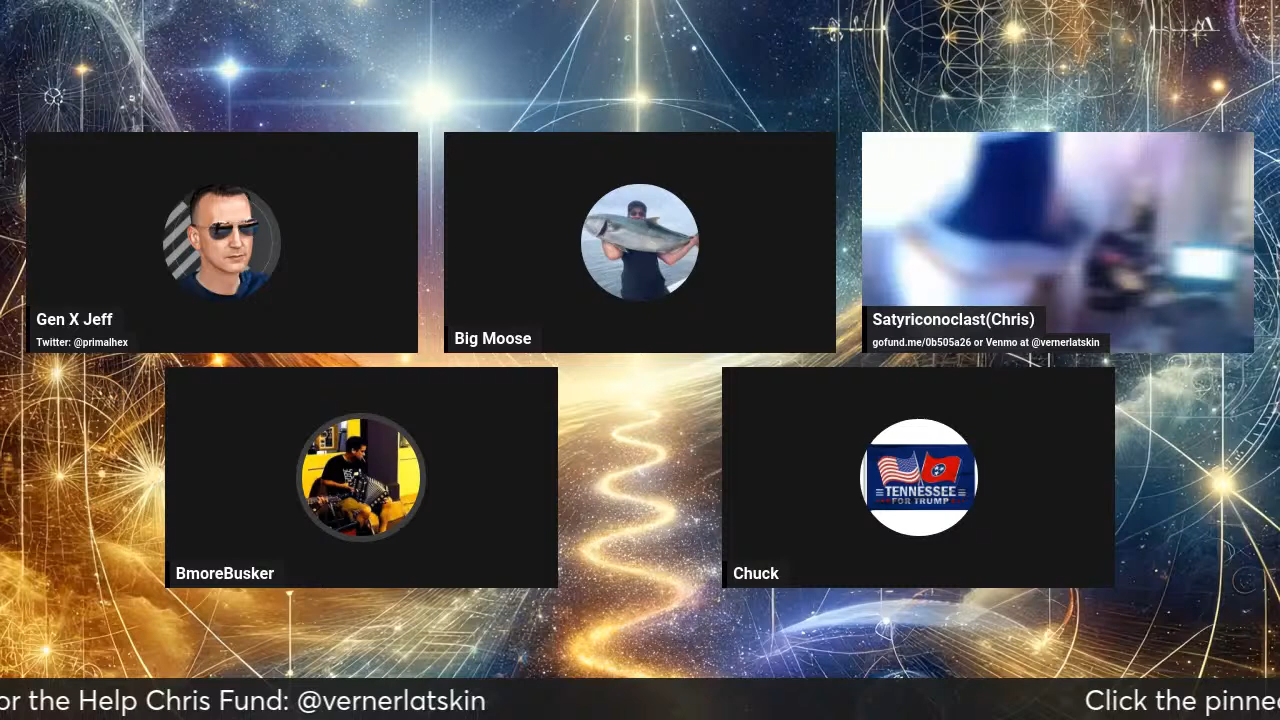 Gen X Jeff
Twitter: @primalhex
Big Moose
Satyriconoclast(Chris)
gofund.me/0b505a26 or Venmo at @vernerlatskin
BmoreBusker
TENNESSEE
FOR TRUMP
Chuck
or the Help Chris Fund: @vernerlatskin
Click the pinned